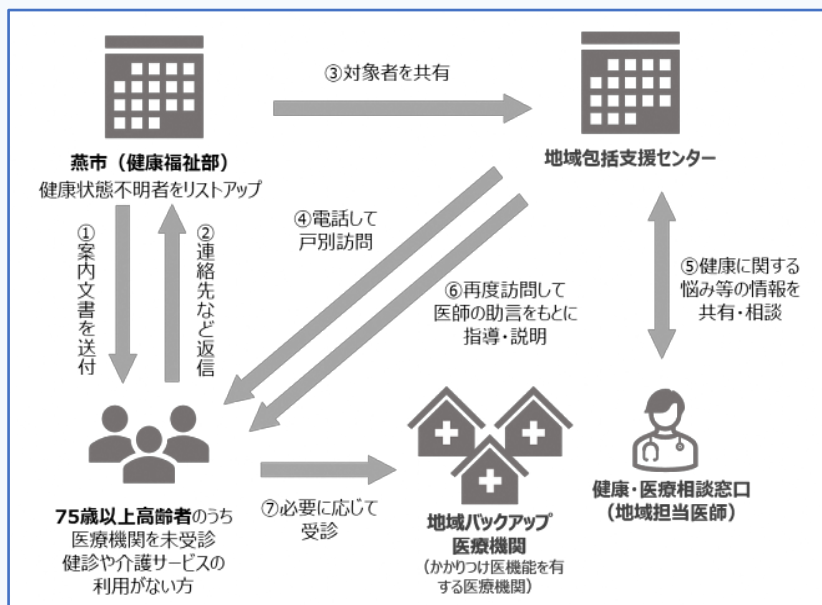 ③対象者を共有
燕市（健康福祉部）
健康状態不明者をリストアップ
地域包括支援センター
①案内文書を送付
②連絡先など返信
④電話して
戸別訪問
⑥再度訪問して
医師の助言をもとに
指導・説明
⑤健康に関する
悩み等の情報を
共有・相談
75歳以上高齢者のうち
医療機関を未受診
健診や介護サービスの
利用がない方
⑦必要に応じて
受診
地域バックアップ
医療機関
（かかりつけ医機能を有
する医療機関）
健康・医療相談窓口
（地域担当医師）